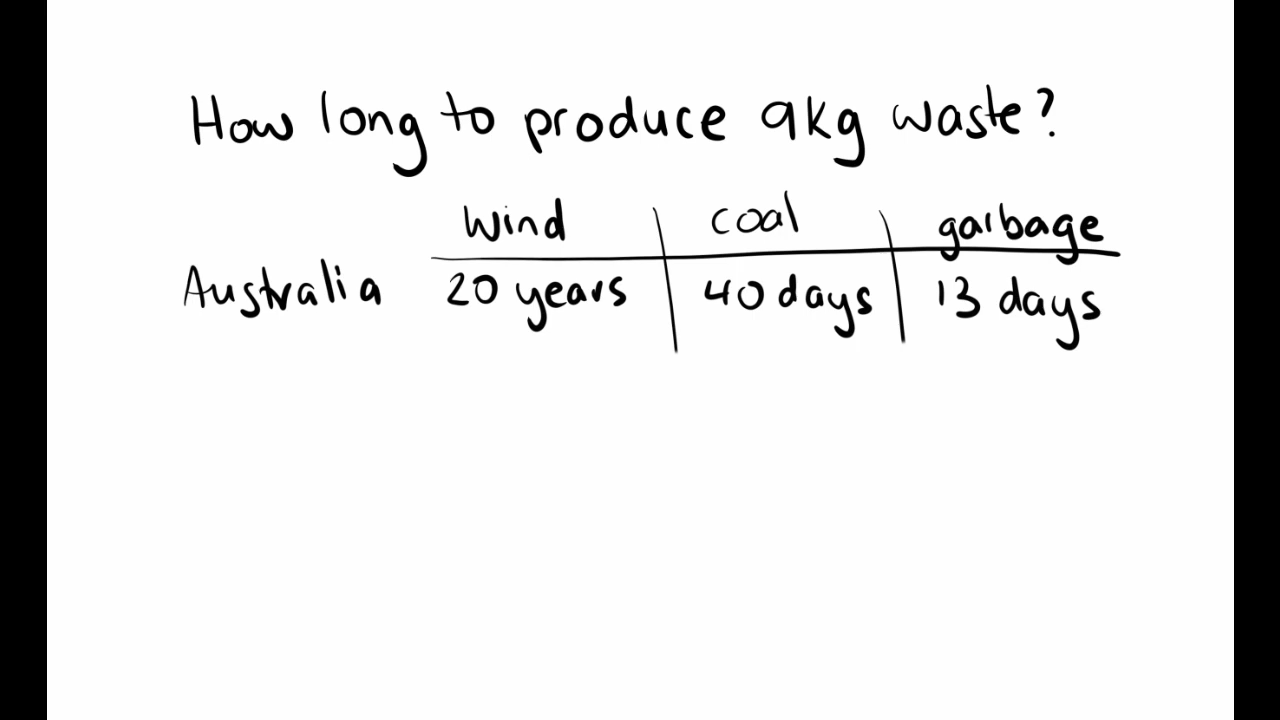 How long to produce 9kg waste?
wind coal garbage
Australia 20 years 40 days 13 days